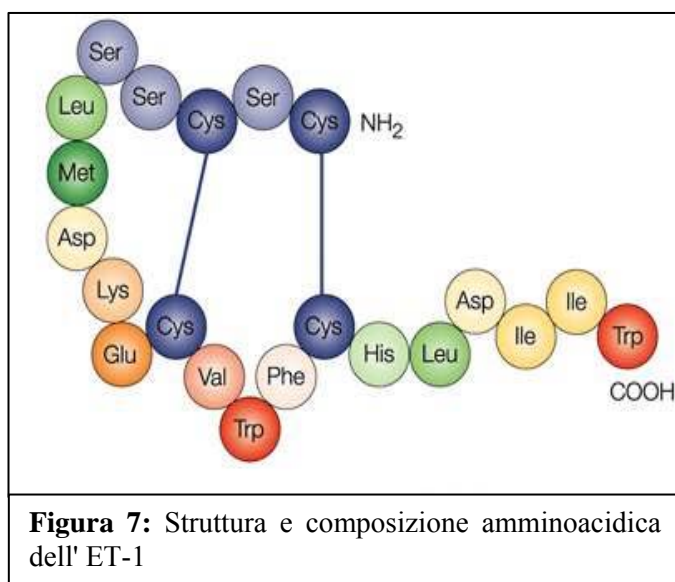 Ser
Leu
Ser
Cys
Ser
Cys
NH2
Met
Asp
Lys
Glu
Cys
Val
Trp
Phe
Cys
His
Leu
Asp
Ile
Ile
Trp
COOH
Figura 7: Struttura e composizione amminoacidica
dell' ET-1